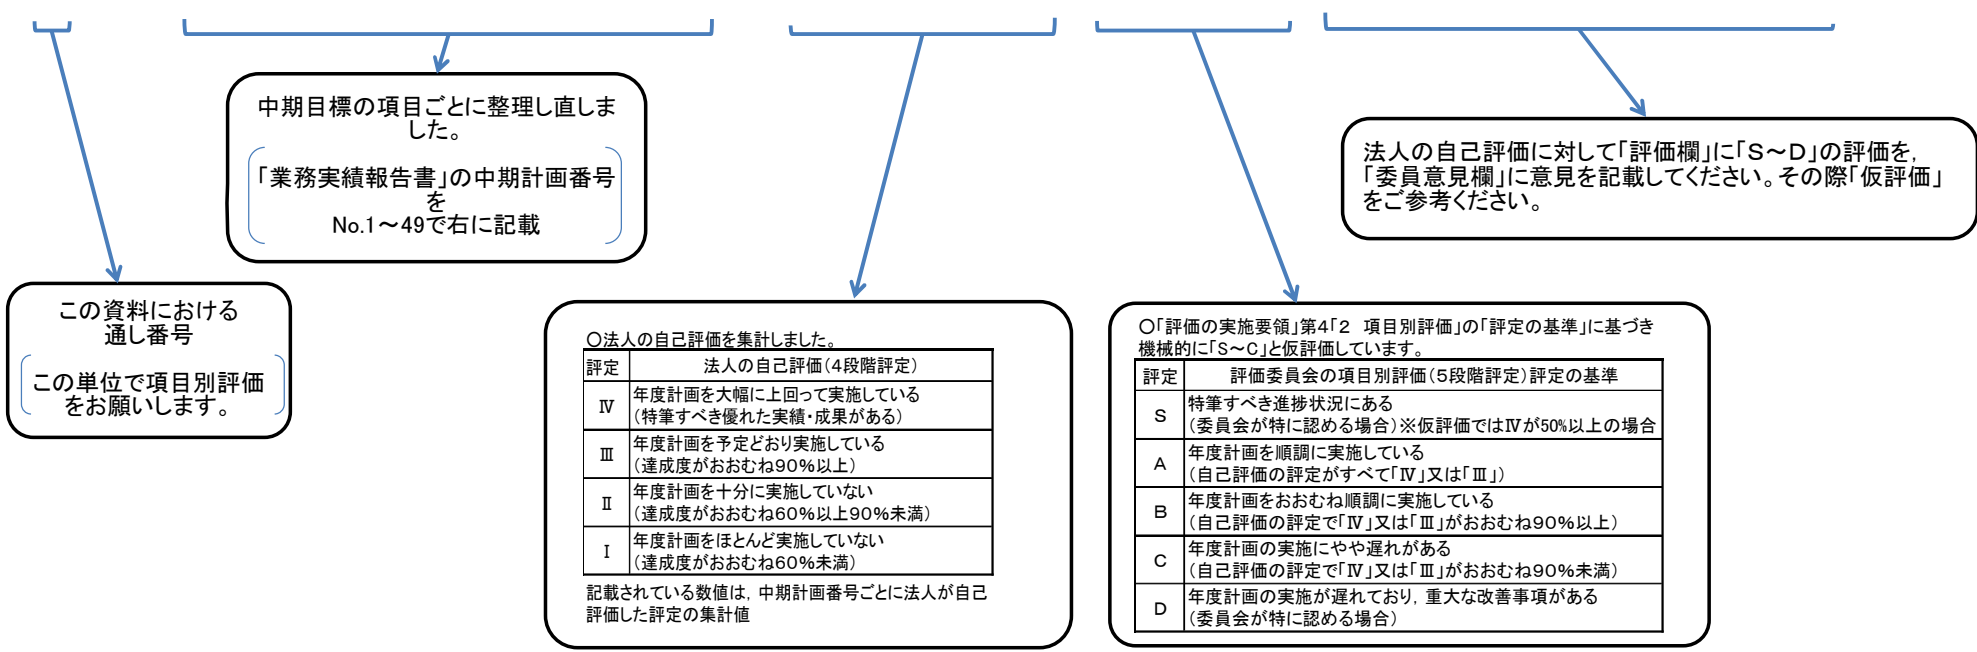 中期目標の項目ごとに整理し直しま
した。
「業務実績報告書」の中期計画番号
を
No.1～49で右に記載
法人の自己評価に対して「評価欄」に「S～D」の評価を,
「委員意見欄」に意見を記載してください。その際「仮評価」
をご参考ください。
この資料における
通し番号
この単位で項目別評価
をお願いします。
○法人の自己評価を集計しました。
評定 法人の自己評価(4段階評定)
Ⅳ 年度計画を大幅に上回って実施している
(特筆すべき優れた実績・成果がある)
Ⅲ 年度計画を予定どおり実施している
(達成度がおおむね90%以上)
Ⅱ 年度計画を十分に実施していない
(達成度がおおむね60%以上90%未満)
Ⅰ 年度計画をほとんど実施していない
(達成度がおおむね60%未満)
記載されている数値は, 中期計画番号ごとに法人が自己
評価した評定の集計値
○「評価の実施要領」第4「2 項目別評価」の「評定の基準」に基づき
機械的に「S～C」と仮評価しています。
評定 評価委員会の項目別評価(5段階評定)評定の基準
S 特筆すべき進捗状況にある
(委員会が特に認める場合)※仮評価ではⅣが50%以上の場合
A 年度計画を順調に実施している
(自己評価の評定がすべて「Ⅳ」又は「Ⅲ」)
B 年度計画をおおむね順調に実施している
(自己評価の評定で「Ⅳ」又は「Ⅲ」がおおむね90%以上)
C 年度計画の実施にやや遅れがある
(自己評価の評定で「Ⅳ」又は「Ⅲ」がおおむね90%未満)
D 年度計画の実施が遅れており, 重大な改善事項がある
(委員会が特に認める場合)